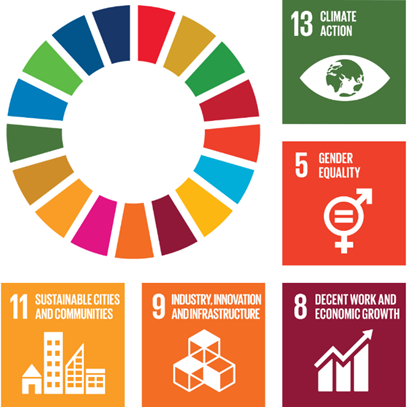 13 CLIMATE
ACTION
5 GENDER
EQUALITY
11 SUSTAINABLE CITIES
AND COMMUNITIES
9 INDUSTRY, INNOVATION
AND INFRASTRUCTURE
8 DECENT WORK AND
ECONOMIC GROWTH